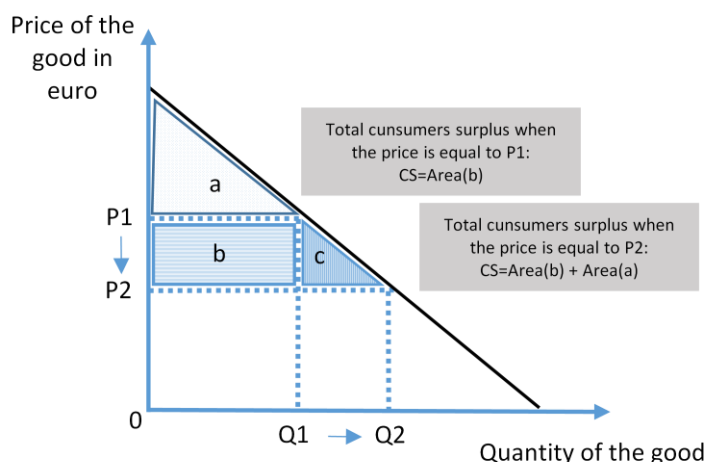 Price of the
good in
euro
Total cunsumers surplus when
the price is equal to P1:
CS=Area(b)
a
P1
Total cunsumers surplus when
the price is equal to P2:
CS=Area(b) + Area(a)
b
c
P2
0
Q1
Q2
Quantity of the good